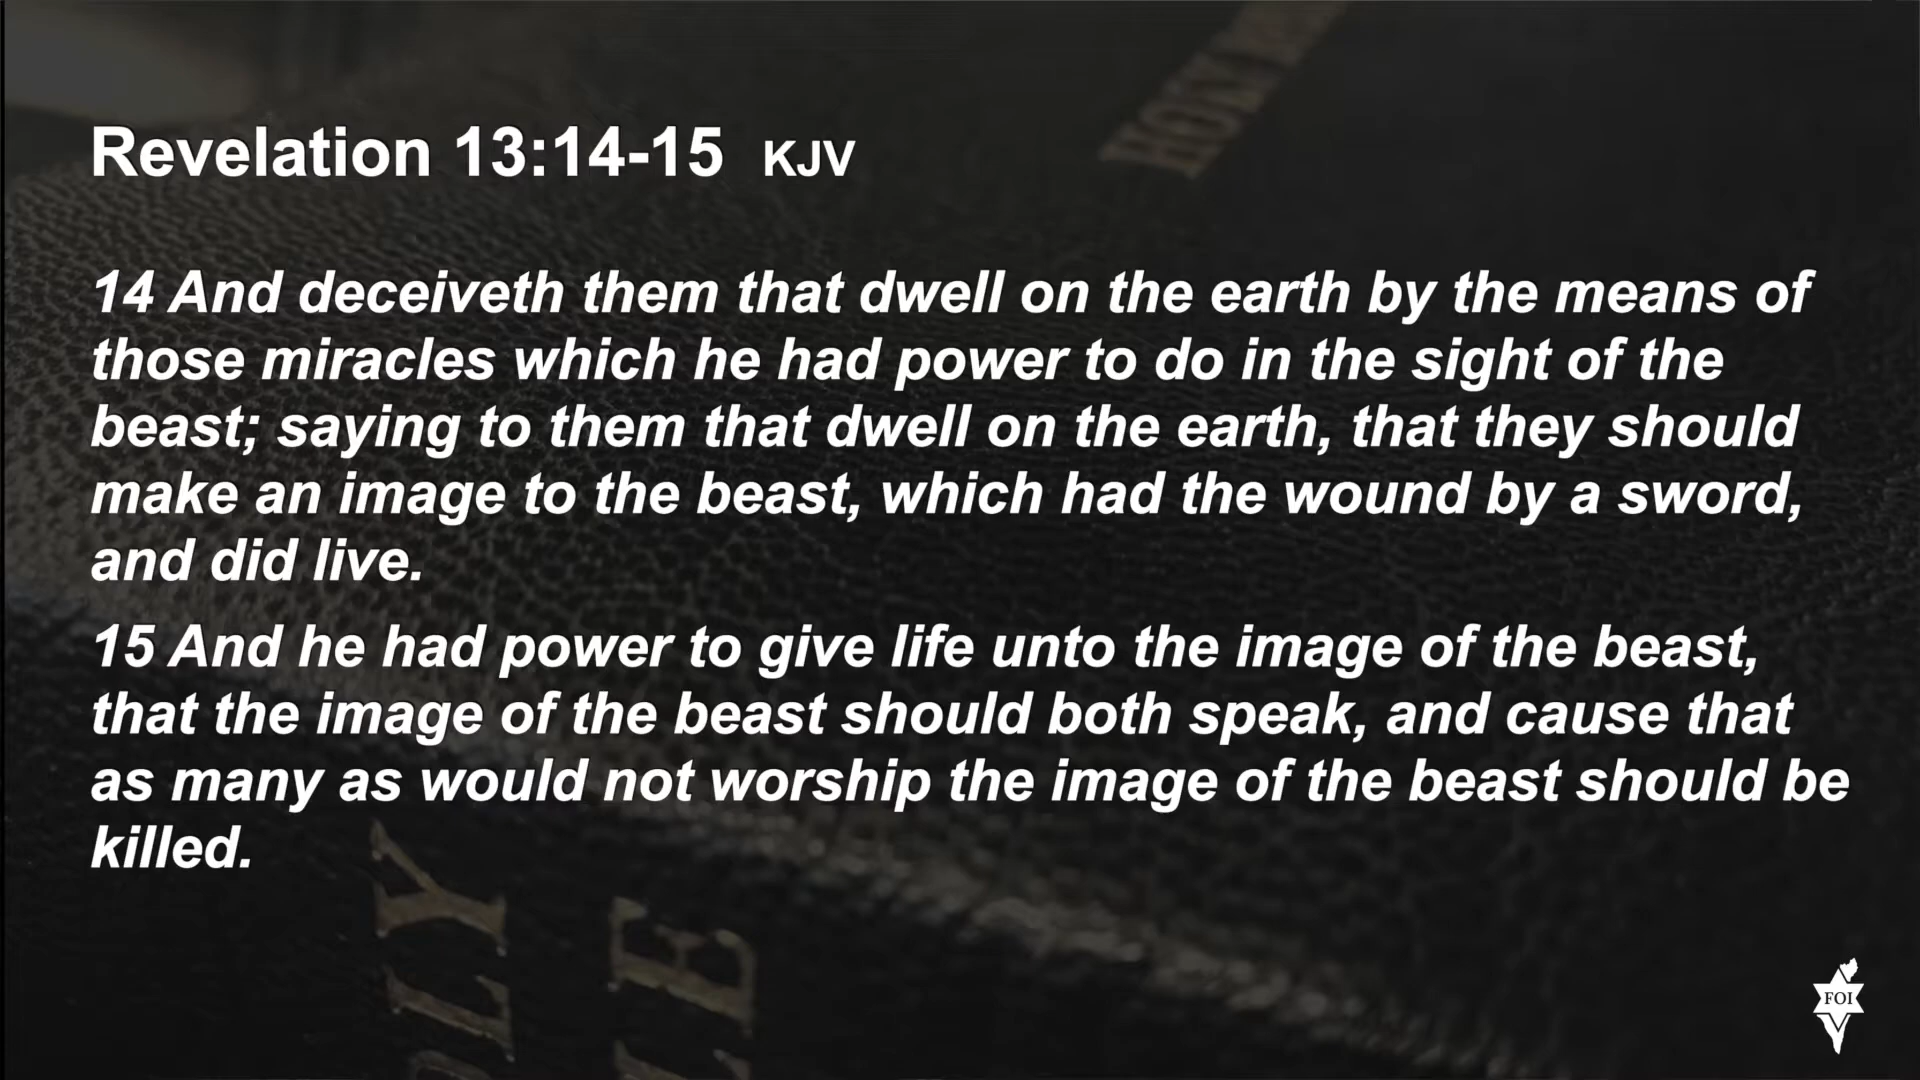 HOLY
Revelation 13:14-15 KJV
14 And deceiveth them that dwell on the earth by the means of
those miracles which he had power to do in the sight of the
beast; saying to them that dwell on the earth, that they should
make an image to the beast, which had the wound by a sword,
and did live.
15 And he had power to give life unto the image of the beast,
that the image of the beast should both speak, and cause that
as many as would not worship the image of the beast should be
killed.
FOI